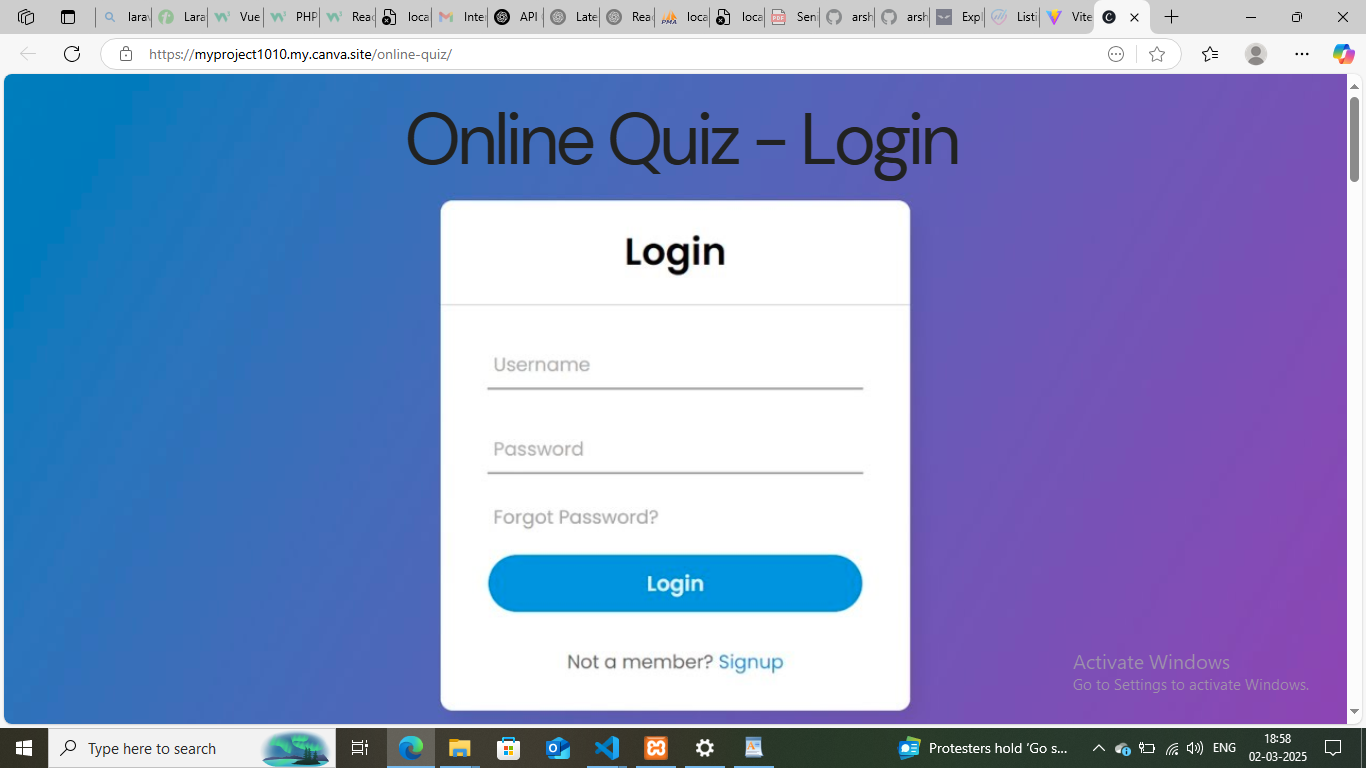 larav
Lara
Vue
PHP
Rea
loca
Inter
API
Late
Rea
loca
loca
Sen
arsh
arsh
Expl
Listi
Vite
https://myproject1010.my.canva.site/online-quiz/
Online Quiz - Login
Login
Username
Password
Forgot Password?
Login
Not a member? Signup
Activate Windows
Go to Settings to activate Windows.
Type here to search
Protesters hold 'Go s...
ENG
18:58
02-03-2025